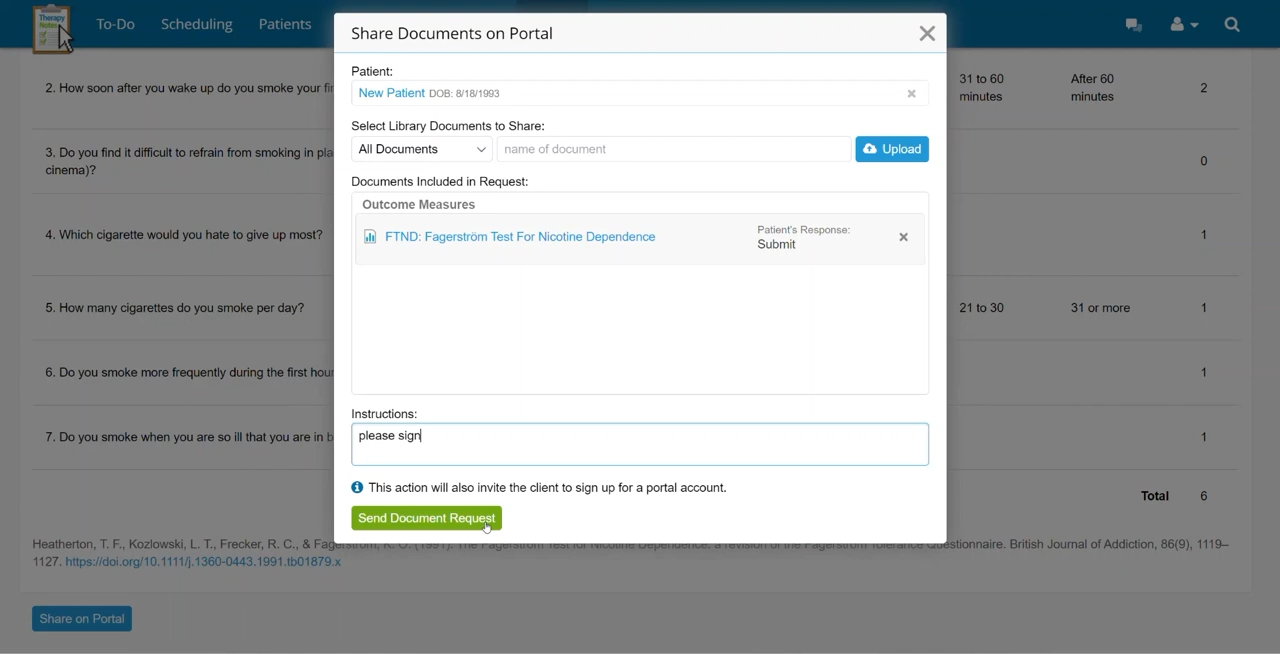 Therapy
Notes
To-Do
Scheduling
Patients
Share Documents on Portal
Patient:
New Patient DOB: 8/18/1993
Select Library Documents to Share:
All Documents
name of document
Upload
Documents Included in Request:
Outcome Measures
FTND: Fagerström Test For Nicotine Dependence
Patient's Response:
Submit
Instructions:
please sign
This action will also invite the client to sign up for a portal account.
Send Document Request
2. How soon after you wake up do you smoke your fir
31 to 60
minutes
After 60
minutes
2
3. Do you find it difficult to refrain from smoking in pla
cinema)?
0
4. Which cigarette would you hate to give up most?
1
5. How many cigarettes do you smoke per day?
21 to 30
31 or more
1
6. Do you smoke more frequently during the first hour
1
7. Do you smoke when you are so ill that you are in b
1
Total
6
Heatherton, T. F., Kozlowski, L. T., Frecker, R. C., & Fagerström, K. O. (1991). The Fagerström Test for Nicotine Dependence: a revision of the Fagerström Tolerance Questionnaire. British Journal of Addiction, 86(9), 1119–
1127. https://doi.org/10.1111/j.1360-0443.1991.tb01879.x
Share on Portal